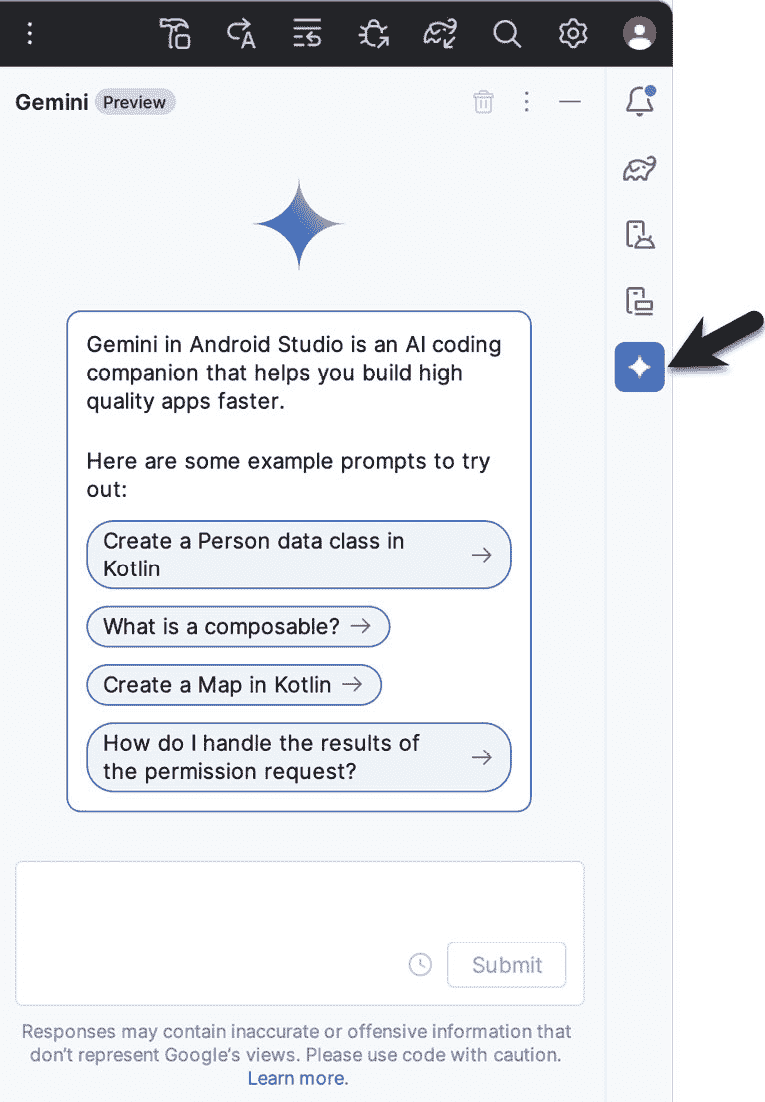 Gemini Preview
Gemini in Android Studio is an AI coding
companion that helps you build high
quality apps faster.
Here are some example prompts to try
out:
Create a Person data class in
Kotlin
What is a composable?
Create a Map in Kotlin
How do I handle the results of
the permission request?
Submit
Responses may contain inaccurate or offensive information that
don't represent Google's views. Please use code with caution.
Learn more.